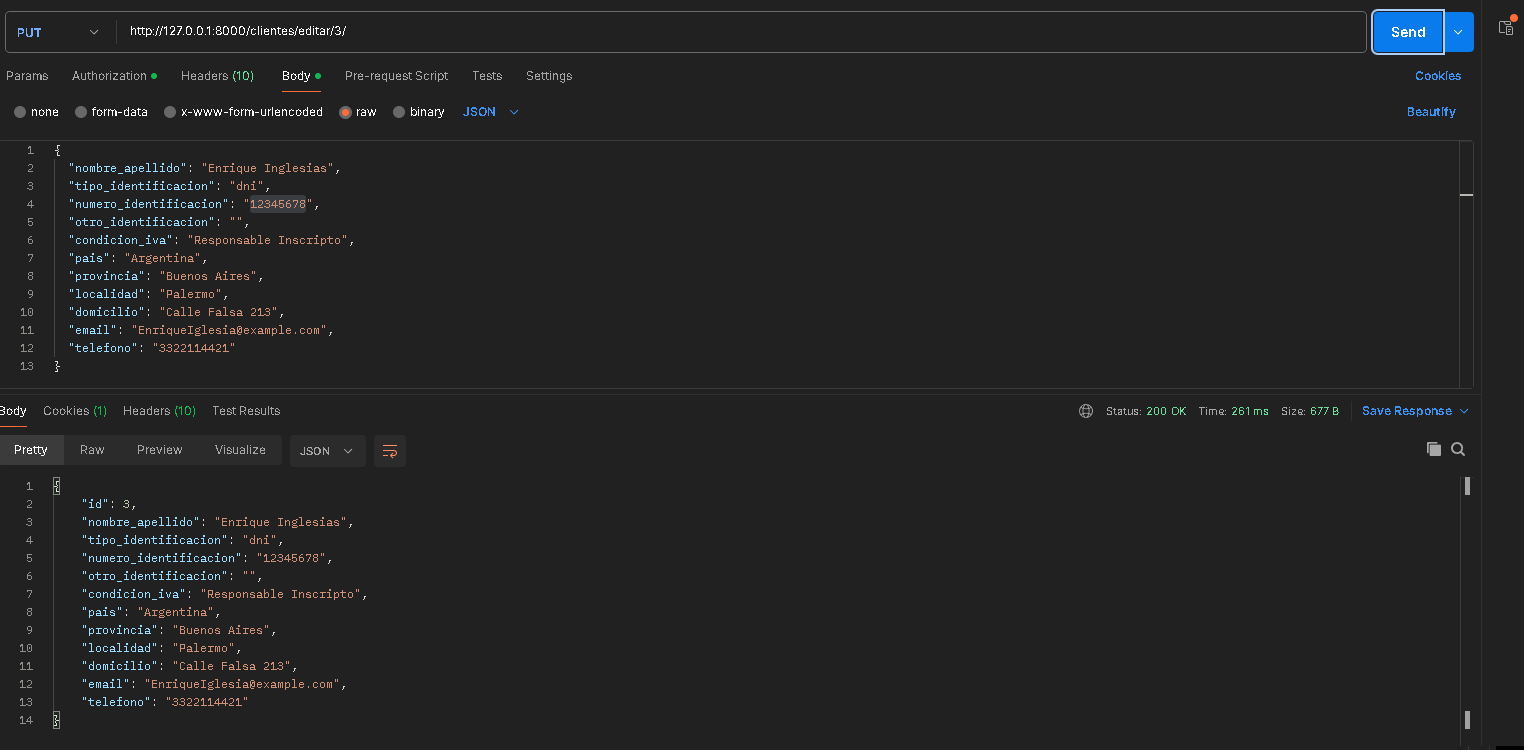 PUT http://127.0.0.1:8000/clientes/editar/3/ Send
Params Authorization Headers (10) Body Pre-request Script Tests Settings Cookies
none form-data x-www-form-urlencoded raw binary JSON Beautify
1 {
2 "nombre_apellido": "Enrique Inglesias",
3 "tipo_identificacion": "dni",
4 "numero_identificacion": "12345678",
5 "otro_identificacion": "",
6 "condicion_iva": "Responsable Inscripto",
7 "pais": "Argentina",
8 "provincia": "Buenos Aires",
9 "localidad": "Palermo",
10 "domicilio": "Calle Falsa 213",
11 "email": "EnriqueIglesia@example.com",
12 "telefono": "3322114421"
13 }
Body Cookies (1) Headers (10) Test Results Status: 200 OK Time: 261 ms Size: 677 B Save Response
Pretty Raw Preview Visualize JSON
1 {
2 "id": 3,
3 "nombre_apellido": "Enrique Inglesias",
4 "tipo_identificacion": "dni",
5 "numero_identificacion": "12345678",
6 "otro_identificacion": "",
7 "condicion_iva": "Responsable Inscripto",
8 "pais": "Argentina",
9 "provincia": "Buenos Aires",
10 "localidad": "Palermo",
11 "domicilio": "Calle Falsa 213",
12 "email": "EnriqueIglesia@example.com",
13 "telefono": "3322114421"
14 }